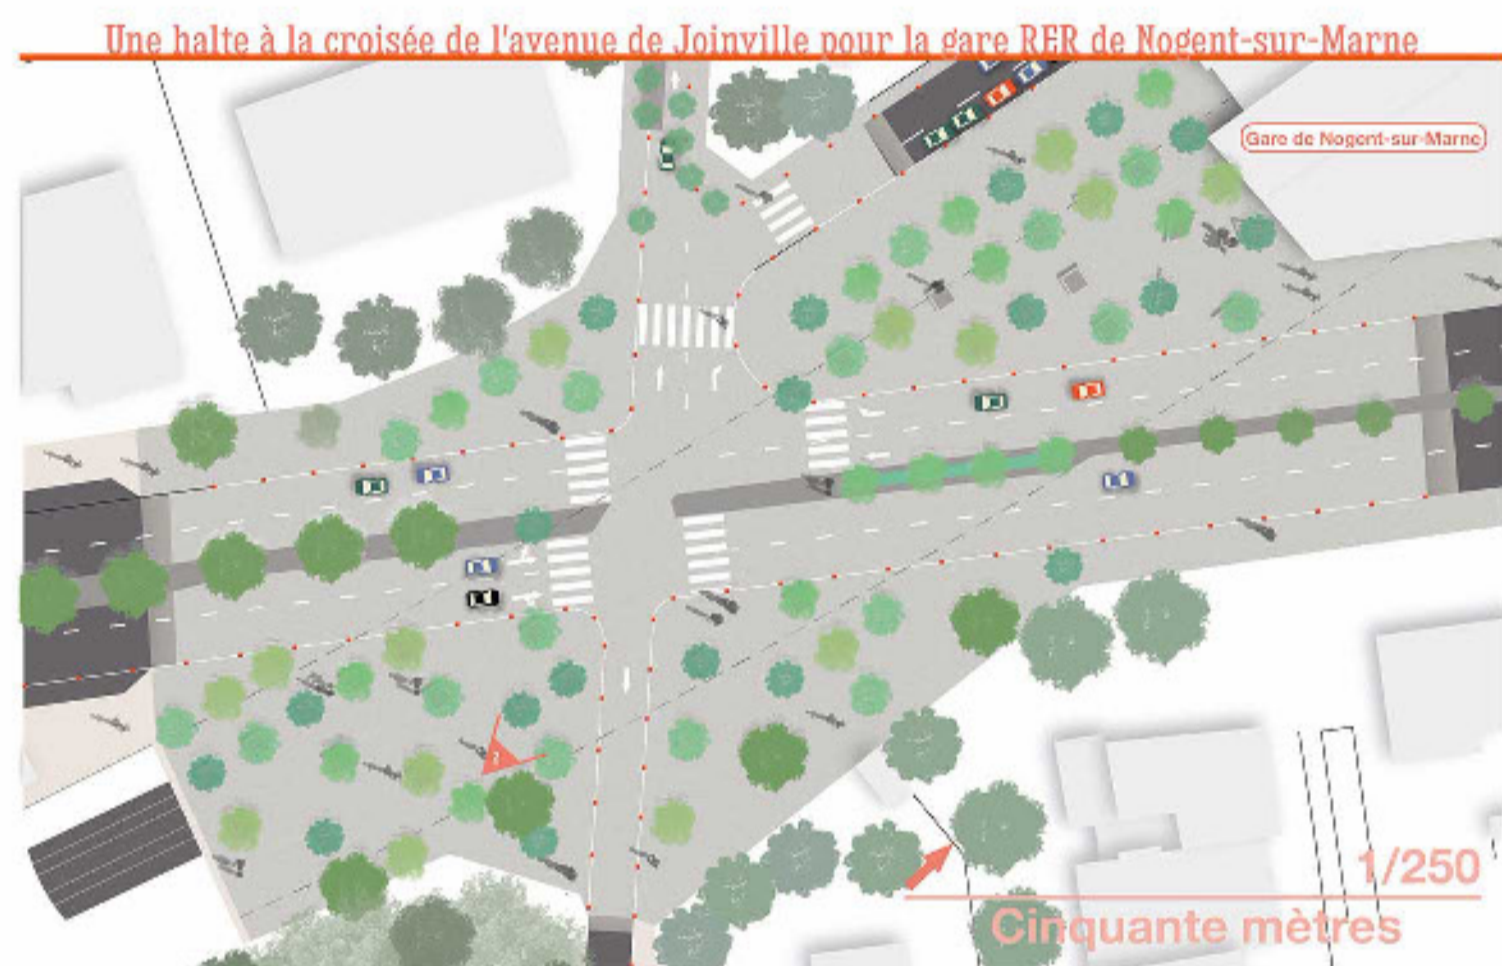 Une halte à la croisée de l'avenue de Joinville pour la gare RER de Nogent-sur-Marne
Gare de Nogent-sur-Marne
1/250
Cinquante mètres